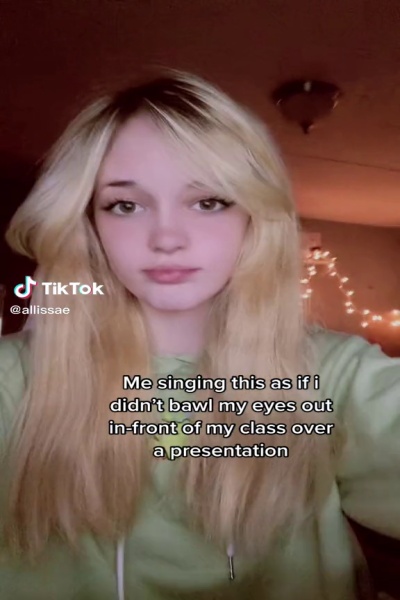 TikTok
@allissae
Me singing this as if i
didn't bawl my eyes out
in-front of my class over
a presentation